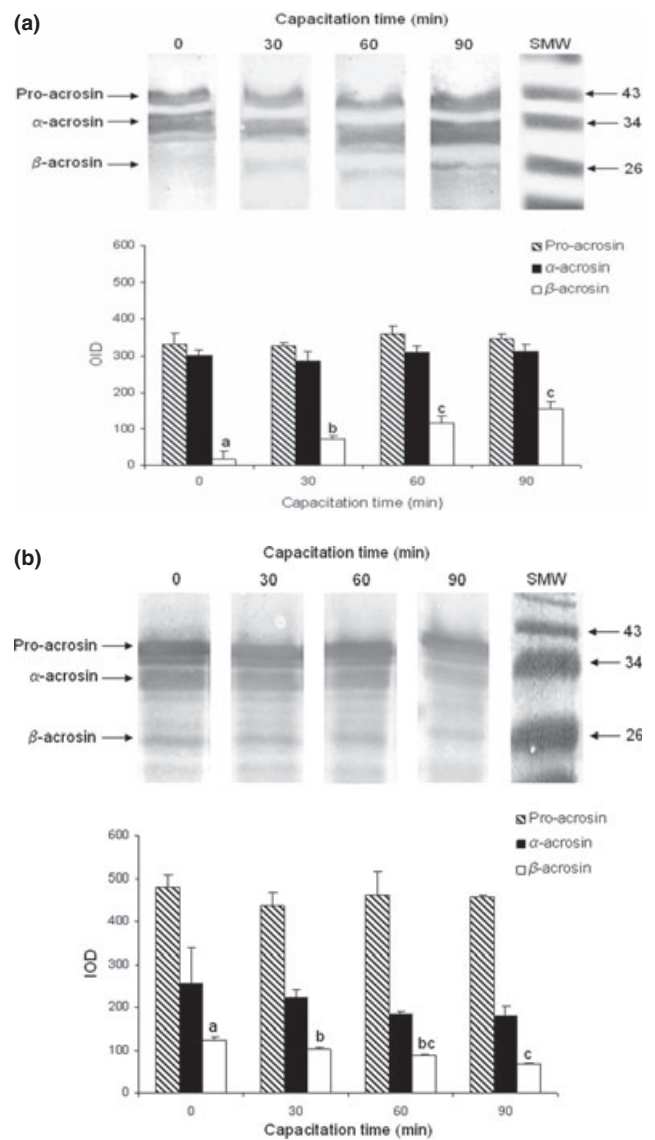 (a)
Capacitation time (min)
0 30 60 90 SMW
Pro-acrosin 43
α-acrosin 34
β-acrosin 26
Pro-acrosin
α-acrosin
β-acrosin
600
500
400
300
200
100
0
OID
a b c c
0 30 60 90
Capacitation time (min)
(b)
Capacitation time (min)
0 30 60 90 SMW
Pro-acrosin 43
α-acrosin 34
β-acrosin 26
Pro-acrosin
α-acrosin
β-acrosin
600
500
400
300
200
100
0
IOD
a b bc c
0 30 60 90
Capacitation time (min)